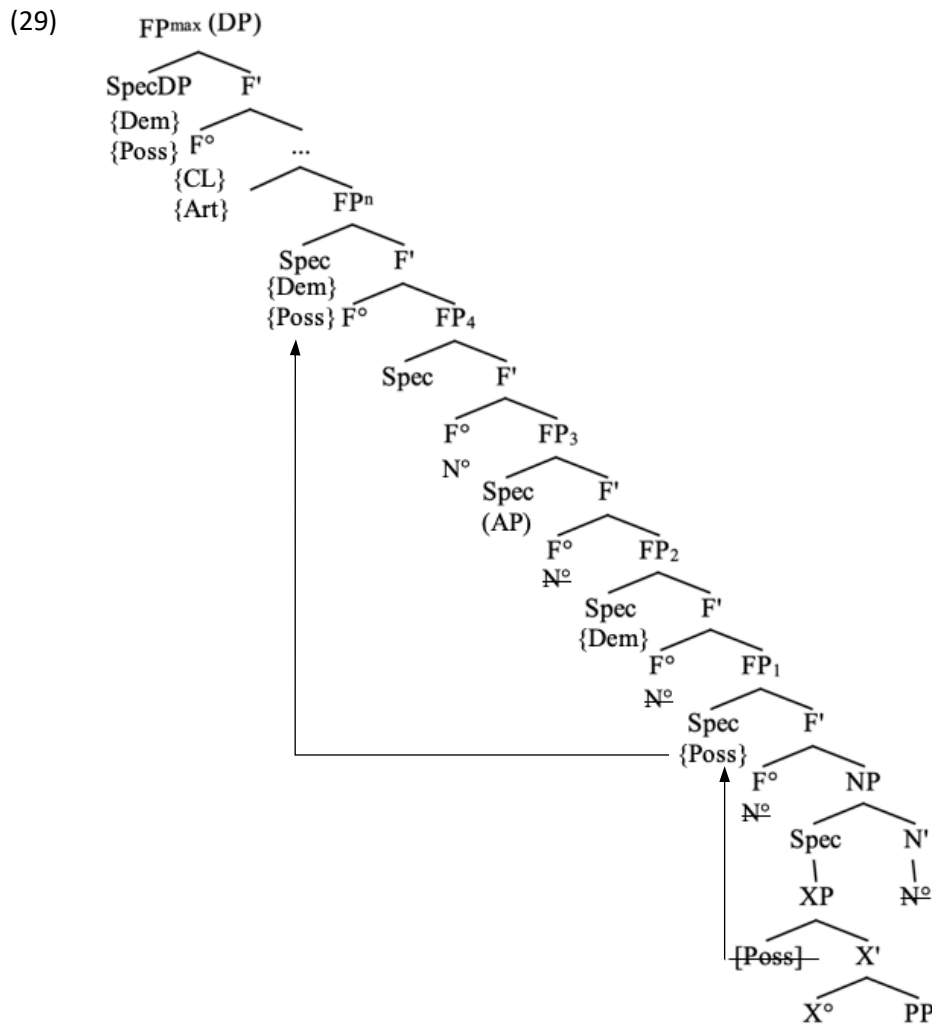 (29)
FPmax (DP)
SpecDP F'
{Dem}
{Poss} F°
...
{CL}
{Art} FPn
Spec F'
{Dem}
{Poss} F° FP4
Spec F'
F° FP3
N°
Spec F'
(AP)
F° FP2
N°
Spec F'
{Dem}
F° FP1
N°
Spec F'
{Poss}
F° NP
N°
Spec N'
XP N°
[Poss] X'
X° PP